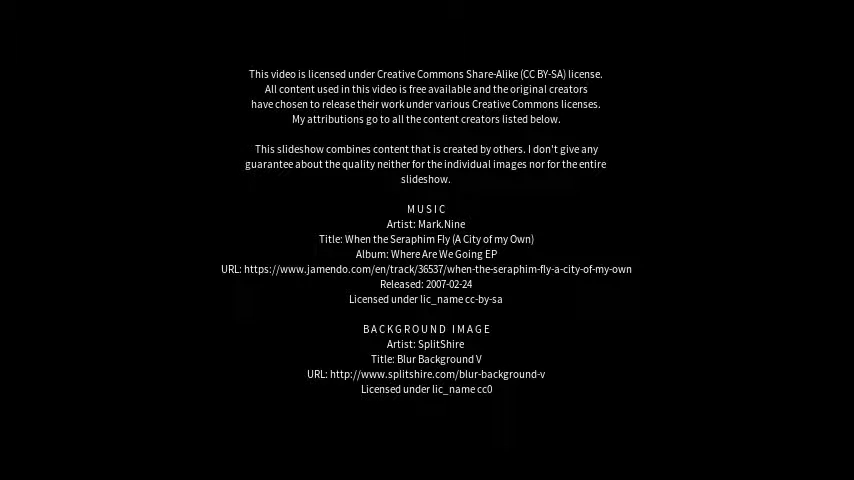 This video is licensed under Creative Commons Share-Alike (CC BY-SA) license.
All content used in this video is free available and the original creators
have chosen to release their work under various Creative Commons licenses.
My attributions go to all the content creators listed below.
This slideshow combines content that is created by others. I don't give any
guarantee about the quality neither for the individual images nor for the entire
slideshow.
MUSIC
Artist: Mark.Nine
Title: When the Seraphim Fly (A City of my Own)
Album: Where Are We Going EP
URL: https://www.jamendo.com/en/track/36537/when-the-seraphim-fly-a-city-of-my-own
Released: 2007-02-24
Licensed under lic_name cc-by-sa
BACKGROUND IMAGE
Artist: SplitShire
Title: Blur Background V
URL: http://www.splitshire.com/blur-background-v
Licensed under lic_name cc0